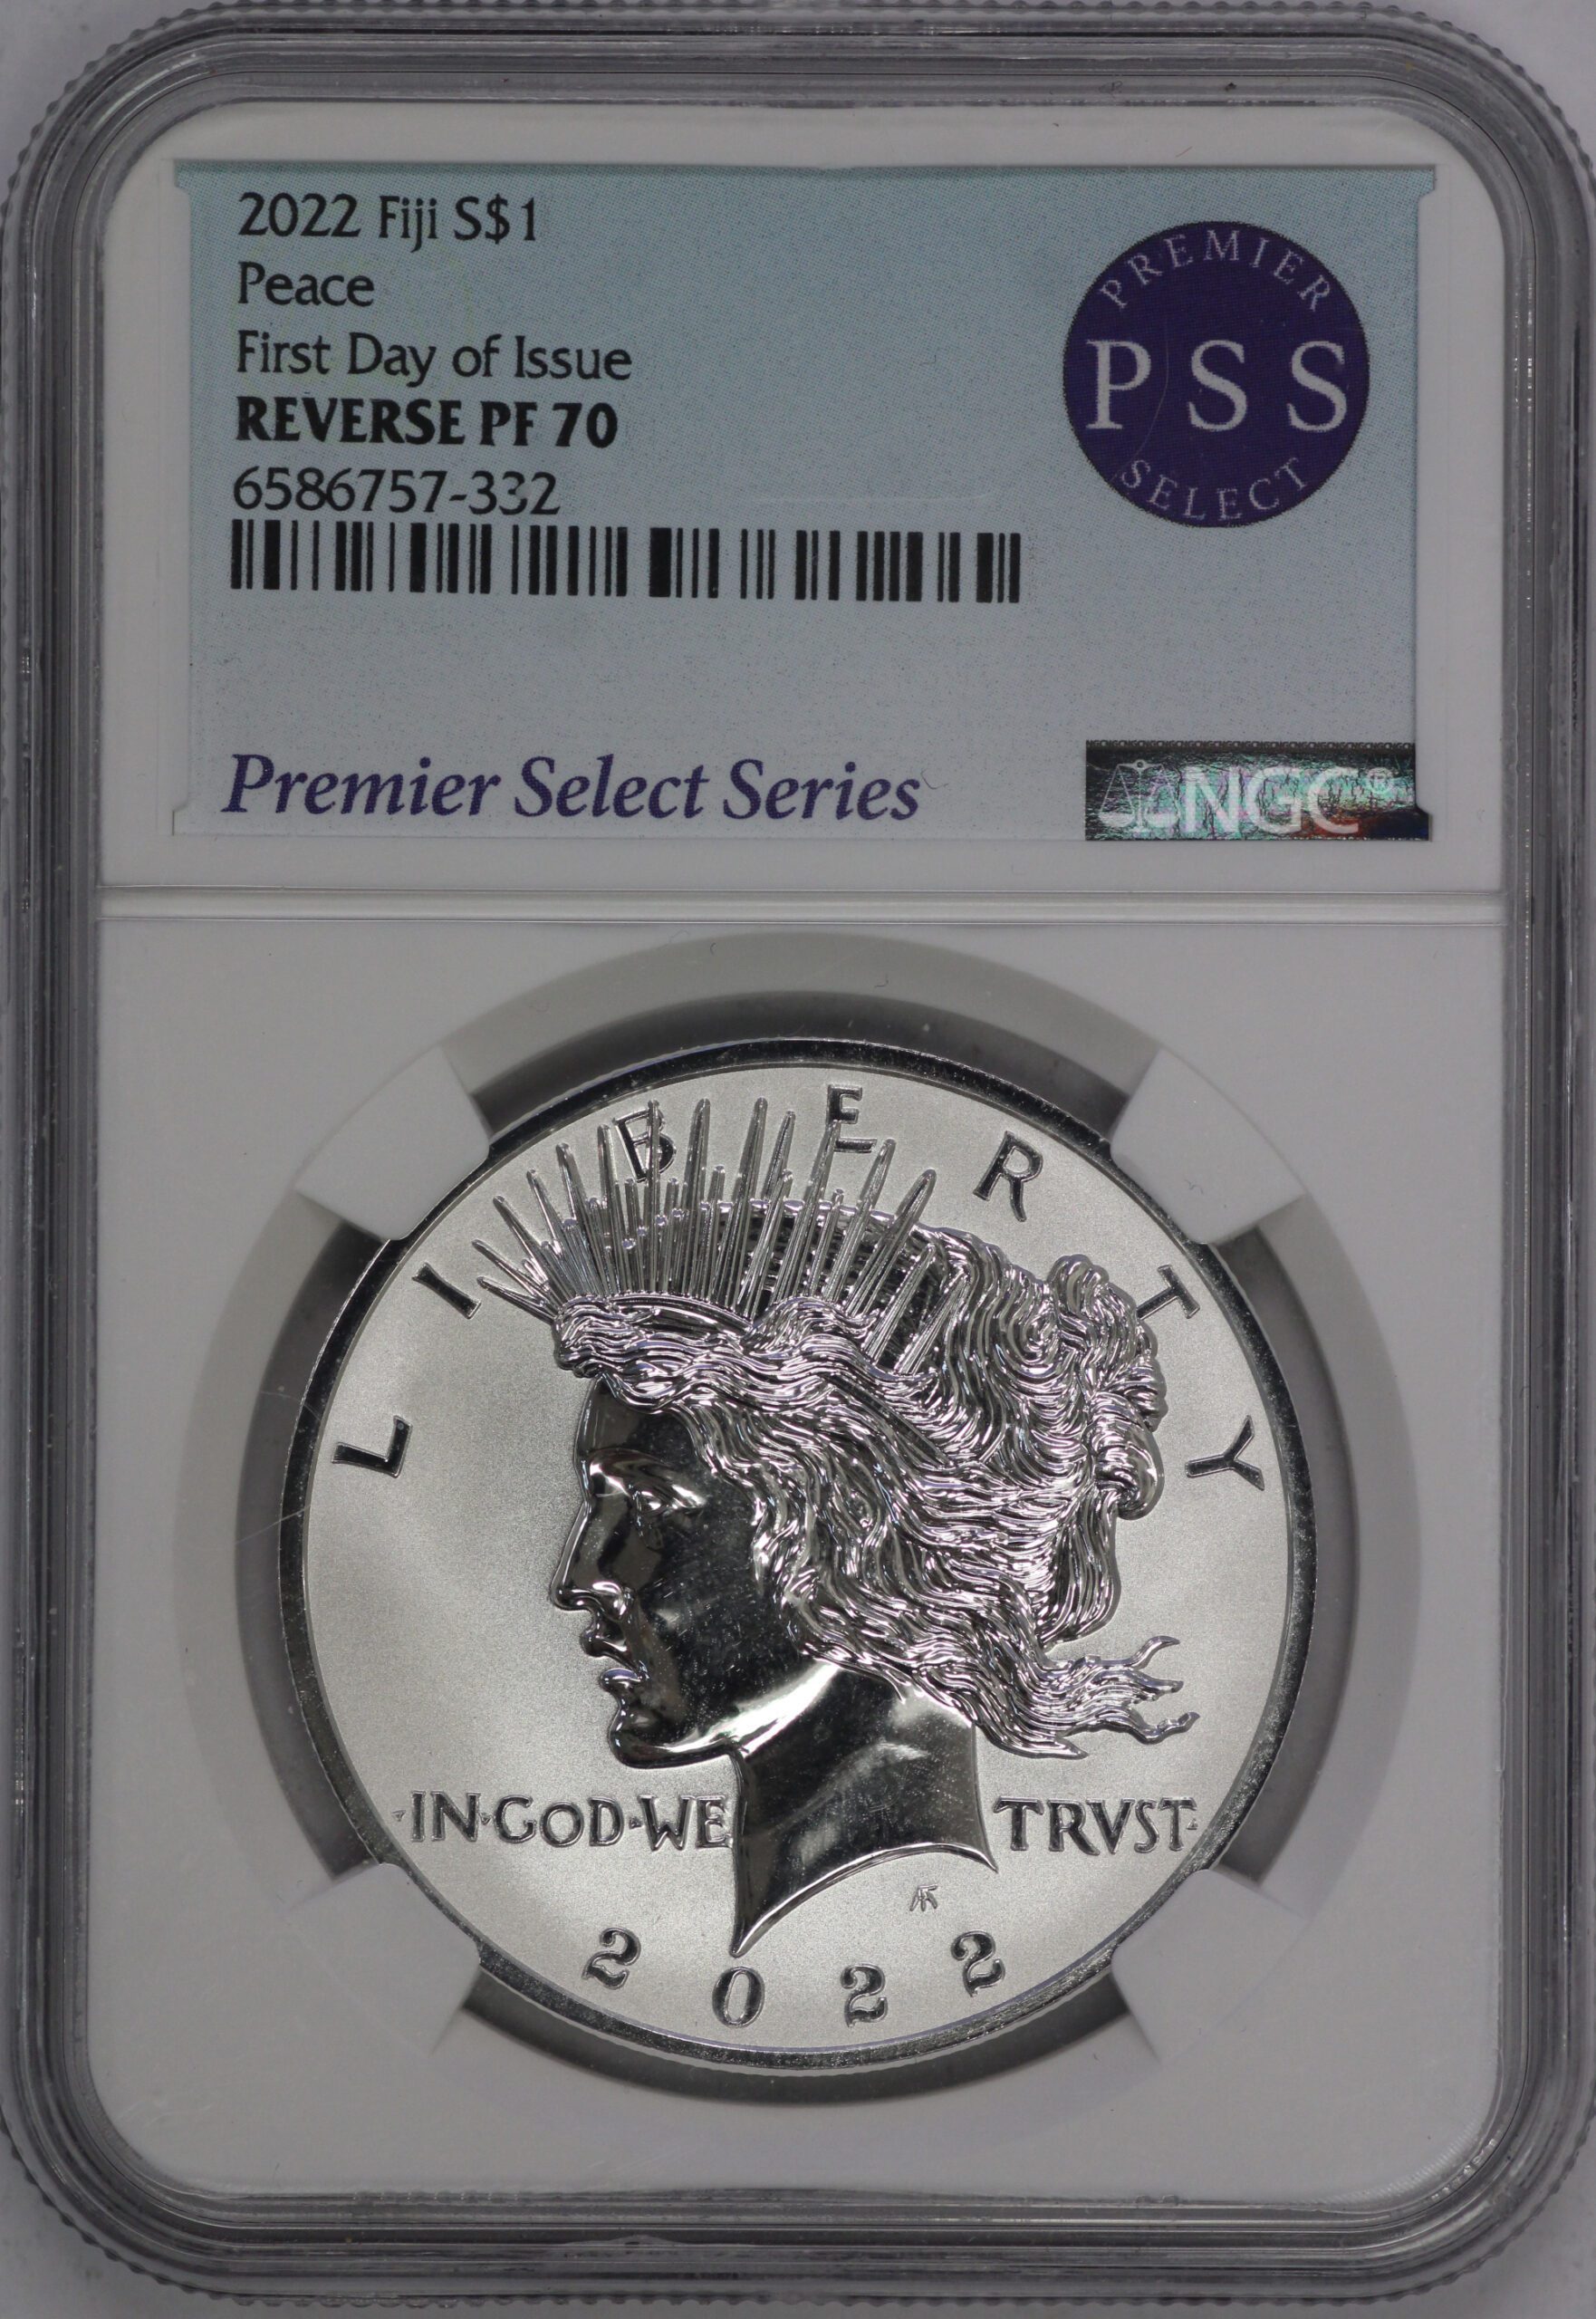 2022 Fiji S$1
Peace
First Day of Issue
REVERSE PF 70
6586757-332
PREMIER
PSS
SELECT
Premier Select Series
NGC®
LIBERTY
·IN·GOD·WE TRVST·
AF
2022